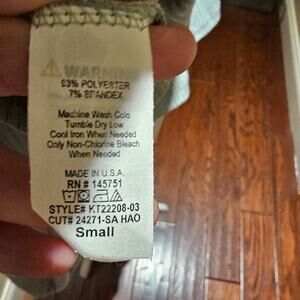 WARNING
93% POLYESTER
7% SPANDEX
Machine Wash Cold
Tumble Dry Low
Cool Iron When Needed
Only Non-Chlorine Bleach
When Needed
MADE IN U.S.A.
RN # 145751
STYLE# KT22208-03
CUT# 24271-SA HAO
Small